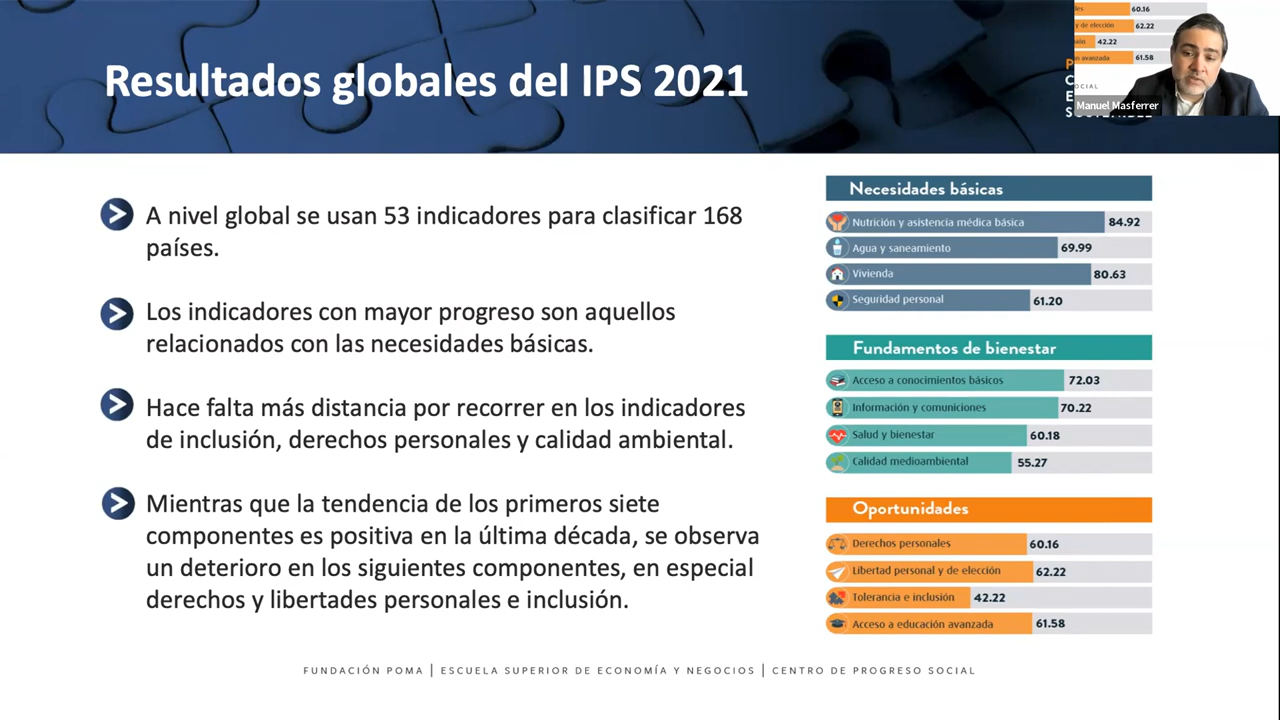 Resultados globales del IPS 2021
A nivel global se usan 53 indicadores para clasificar 168
países.
Los indicadores con mayor progreso son aquellos
relacionados con las necesidades básicas.
Hace falta más distancia por recorrer en los indicadores
de inclusión, derechos personales y calidad ambiental.
Mientras que la tendencia de los primeros siete
componentes es positiva en la última década, se observa
un deterioro en los siguientes componentes, en especial
derechos y libertades personales e inclusión.
Necesidades básicas
Nutrición y asistencia médica básica 84.92
Agua y saneamiento 69.99
Vivienda 80.63
Seguridad personal 61.20
Fundamentos de bienestar
Acceso a conocimientos básicos 72.03
Información y comuniciones 70.22
Salud y bienestar 60.18
Calidad medioambiental 55.27
Oportunidades
Derechos personales 60.16
Libertad personal y de elección 62.22
Tolerancia e inclusión 42.22
Acceso a educación avanzada 61.58
FUNDACIÓN POMA | ESCUELA SUPERIOR DE ECONOMÍA Y NEGOCIOS | CENTRO DE PROGRESO SOCIAL
60.16
y de elección 62.22
42.22
avanzada 61.58
Manuel Masferrer